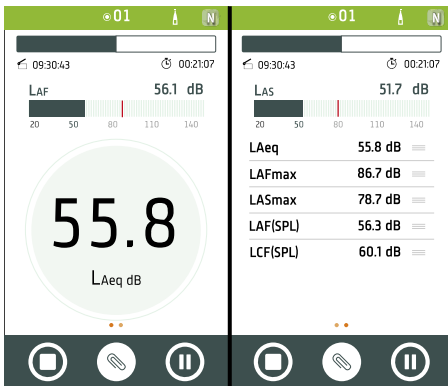 01 N
09:30:43 00:21:07
LAF 56.1 dB
20 50 80 110 140
55.8
LAeq dB
01 N
09:30:43 00:21:07
LAS 51.7 dB
20 50 80 110 140
LAeq 55.8 dB
LAFmax 86.7 dB
LASmax 78.7 dB
LAF(SPL) 56.3 dB
LCF(SPL) 60.1 dB